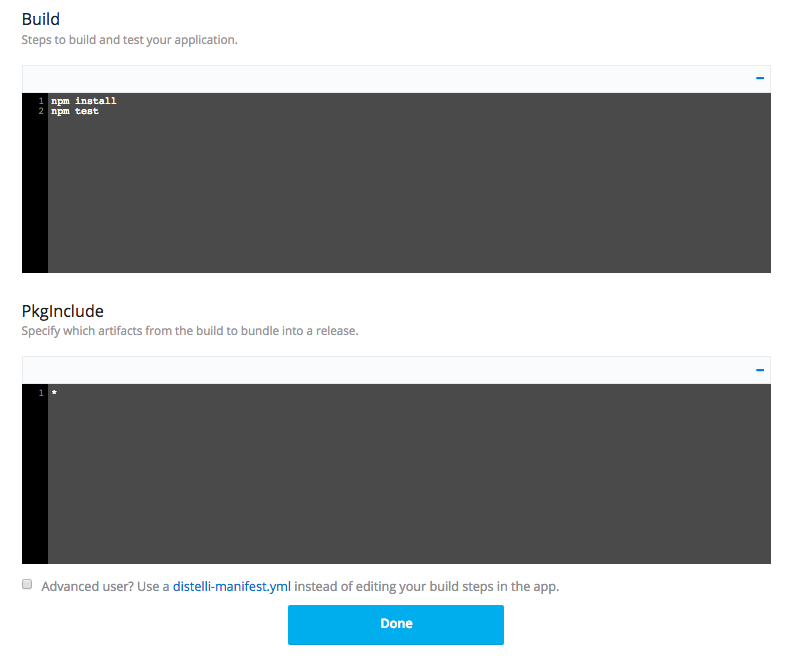 Build
Steps to build and test your application.
1 npm install
2 npm test
PkgInclude
Specify which artifacts from the build to bundle into a release.
1 *
Advanced user? Use a distelli-manifest.yml instead of editing your build steps in the app.
Done